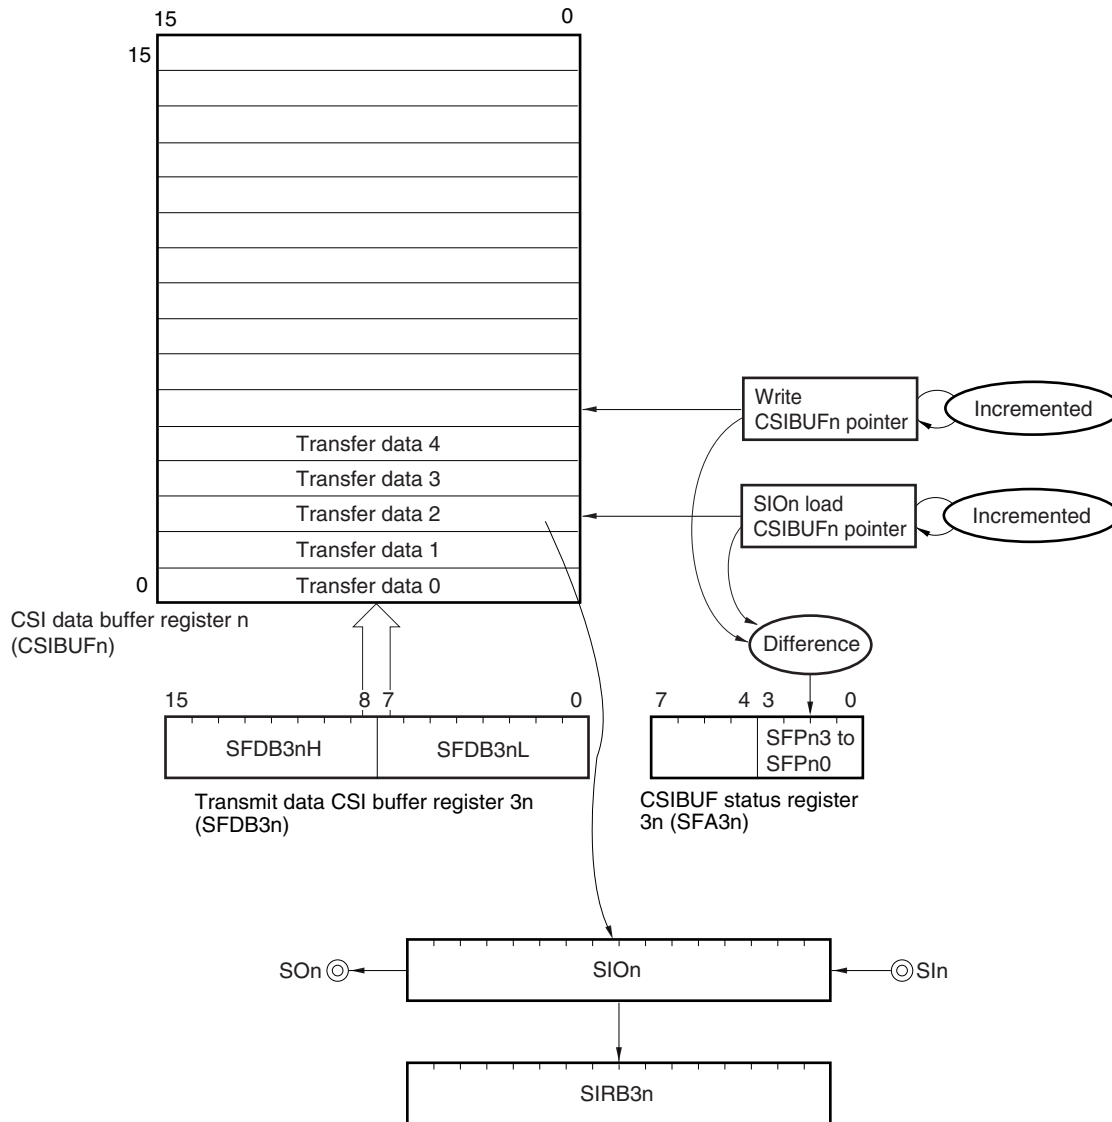 15
0
15
Write
CSIBUFn pointer
Incremented
Transfer data 4
Transfer data 3
Transfer data 2
SIOn load
CSIBUFn pointer
Incremented
Transfer data 1
0
Transfer data 0
CSI data buffer register n
(CSIBUFn)
Difference
15
8
7
0
7
4
3
0
SFDB3nH
SFDB3nL
SFPn3 to
SFPn0
Transmit data CSI buffer register 3n
(SFDB3n)
CSIBUF status register
3n (SFA3n)
SOn
SIOn
SIn
SIRB3n